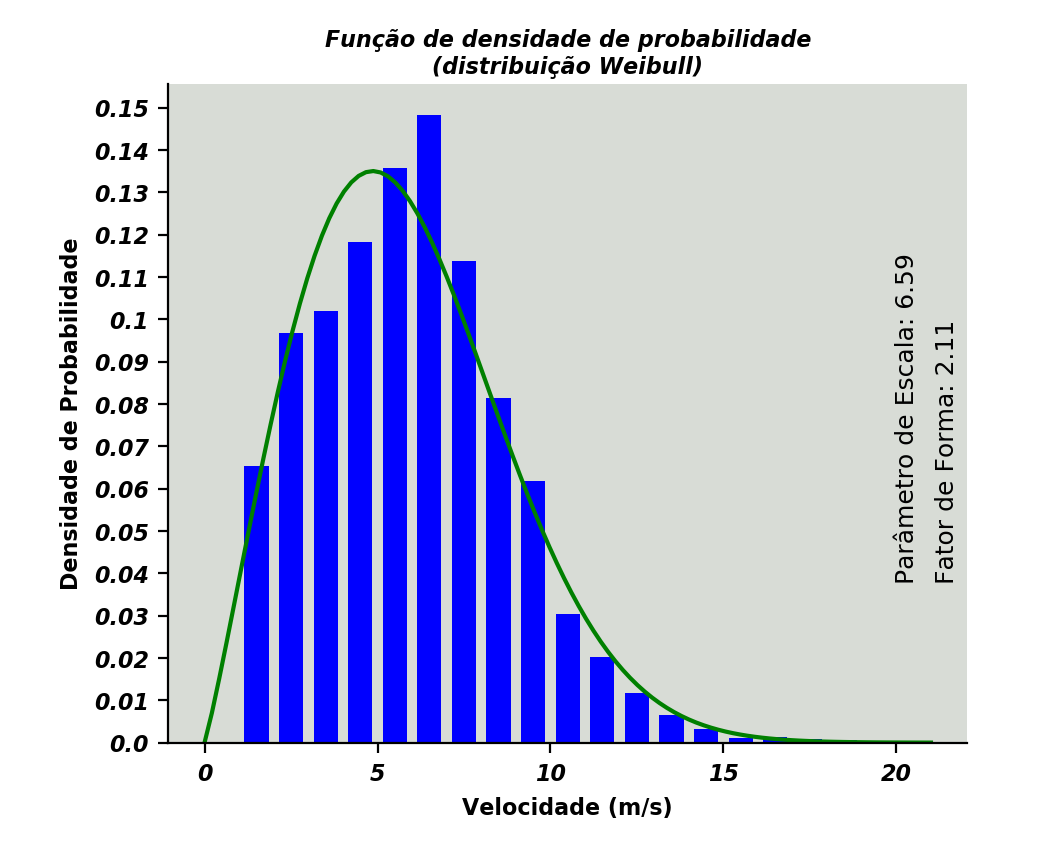 Função de densidade de probabilidade
(distribuição Weibull)
Densidade de Probabilidade
0.15
0.14
0.13
0.12
0.11
0.1
0.09
0.08
0.07
0.06
0.05
0.04
0.03
0.02
0.01
0.0
Parâmetro de Escala: 6.59
Fator de Forma: 2.11
0 5 10 15 20
Velocidade (m/s)